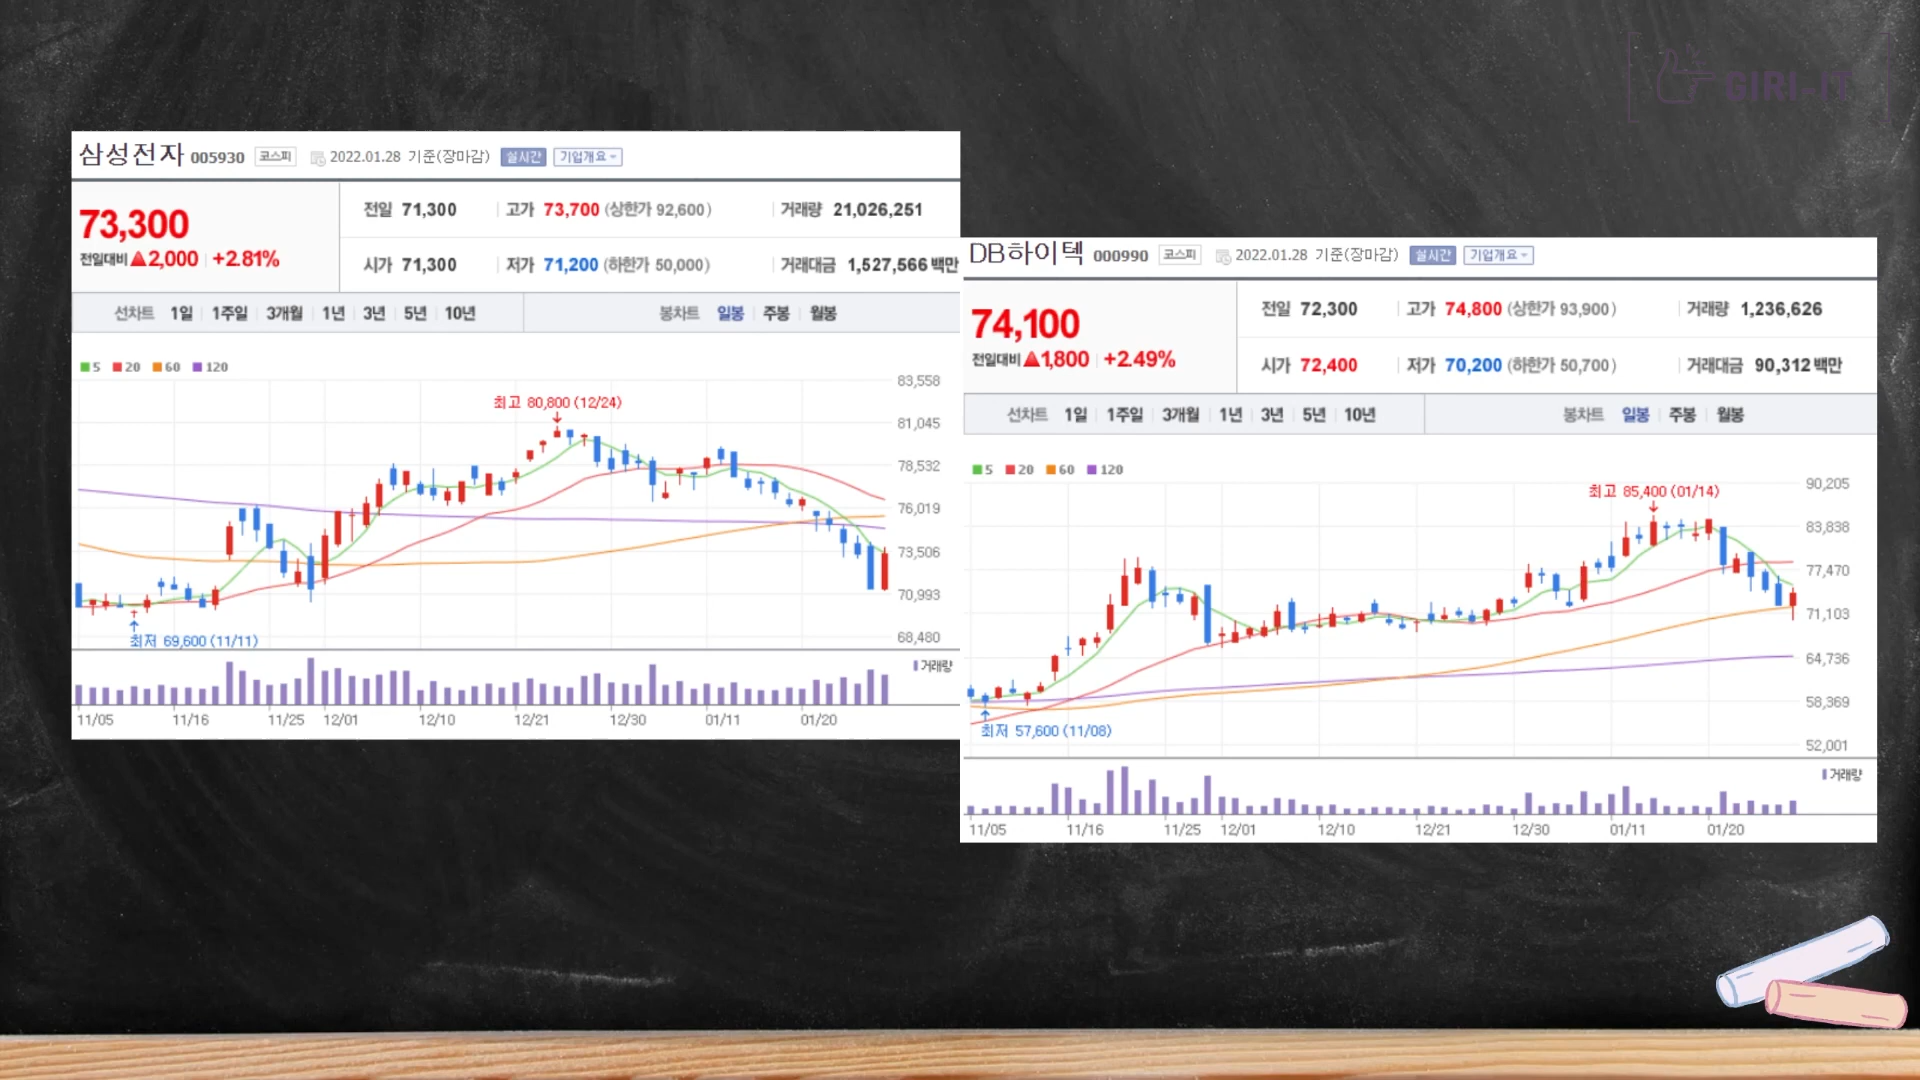 GIRI IT
삼성전자 005930 코스피 2022.01.28 기준(장마감) 실시간 기업개요
73,300
전일대비 ▲2,000 +2.81%
전일 71,300 고가 73,700 (상한가 92,600) 거래량 21,026,251
시가 71,300 저가 71,200 (하한가 50,000) 거래대금 1,527,566 백만
선차트 1일 1주일 3개월 1년 3년 5년 10년 봉차트 일봉 주봉 월봉
5 20 60 120
83,558
최고 80,800 (12/24)
81,045
78,532
76,019
73,506
70,993
68,480
최저 69,600 (11/11)
거래량
11/05 11/16 11/25 12/01 12/10 12/21 12/30 01/11 01/20
DB하이텍 000990 코스피 2022.01.28 기준(장마감) 실시간 기업개요
74,100
전일대비 ▲1,800 +2.49%
전일 72,300 고가 74,800 (상한가 93,900) 거래량 1,236,626
시가 72,400 저가 70,200 (하한가 50,700) 거래대금 90,312 백만
선차트 1일 1주일 3개월 1년 3년 5년 10년 봉차트 일봉 주봉 월봉
5 20 60 120
90,205
최고 85,400 (01/14)
83,838
77,470
71,103
64,736
58,369
최저 57,600 (11/08)
52,001
거래량
11/05 11/16 11/25 12/01 12/10 12/21 12/30 01/11 01/20